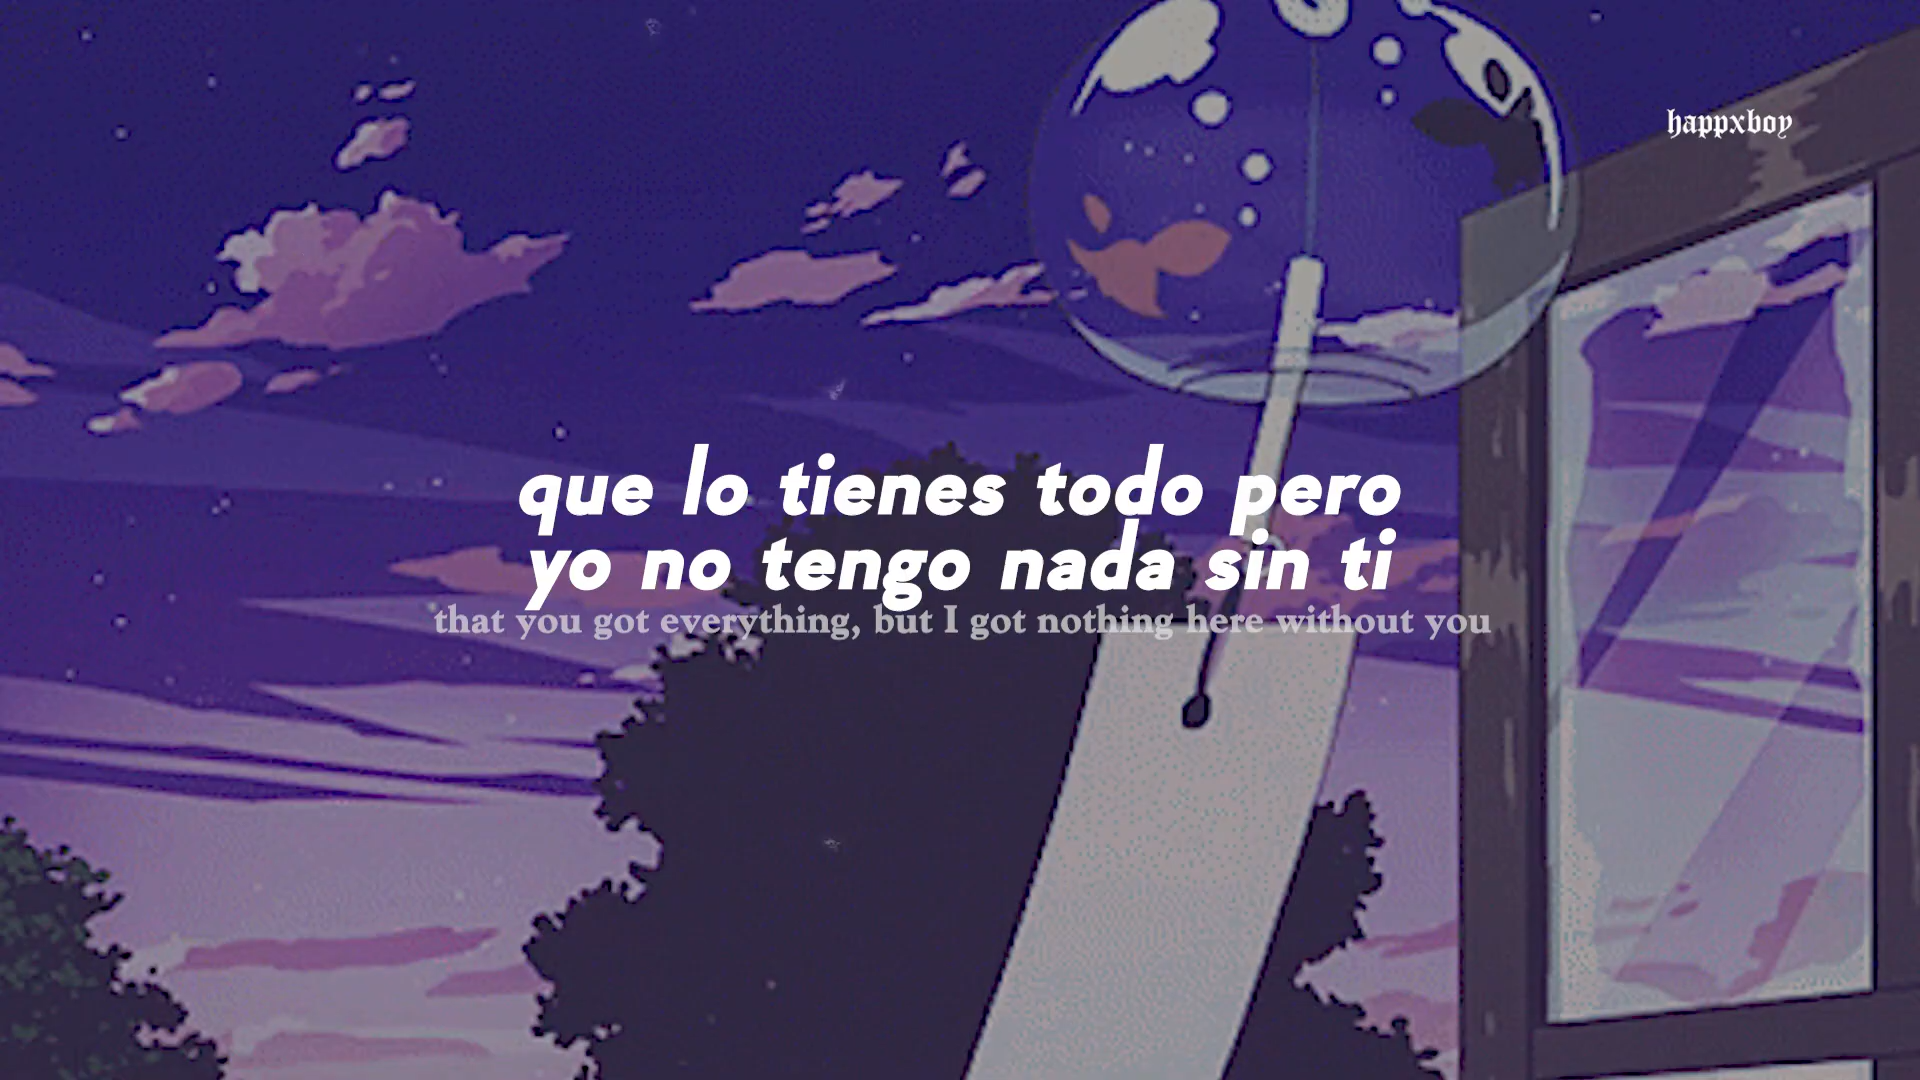 happxboy
que lo tienes todo pero
yo no tengo nada sin ti
that you got everything, but I got nothing here without you